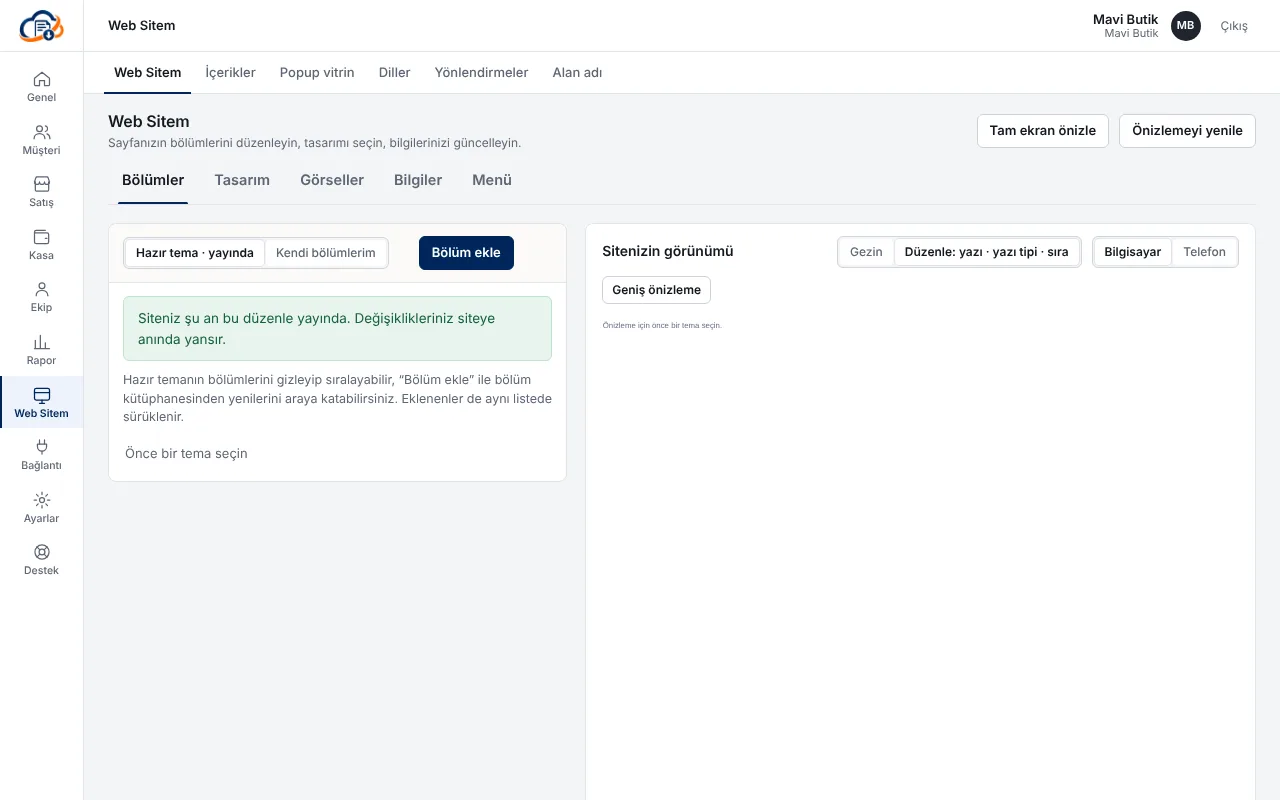 Web Sitem
Mavi Butik
Mavi Butik
MB
Çıkış
Genel
Müşteri
Satış
Kasa
Ekip
Rapor
Web Sitem
Bağlantı
Ayarlar
Destek
Web Sitem
İçerikler
Popup vitrin
Diller
Yönlendirmeler
Alan adı
Web Sitem
Sayfanızın bölümlerini düzenleyin, tasarımı seçin, bilgilerinizi güncelleyin.
Tam ekran önizle
Önizlemeyi yenile
Bölümler
Tasarım
Görseller
Bilgiler
Menü
Hazır tema · yayında
Kendi bölümlerim
Bölüm ekle
Siteniz şu an bu düzenle yayında. Değişiklikleriniz siteye
anında yansır.
Hazır temanın bölümlerini gizleyip sıralayabilir, “Bölüm ekle” ile bölüm
kütüphanesinden yenilerini araya katabilirsiniz. Eklenenler de aynı listede
sürüklenir.
Önce bir tema seçin
Sitenizin görünümü
Gezin
Düzenle: yazı · yazı tipi · sıra
Bilgisayar
Telefon
Geniş önizleme
Önizleme için önce bir tema seçin.